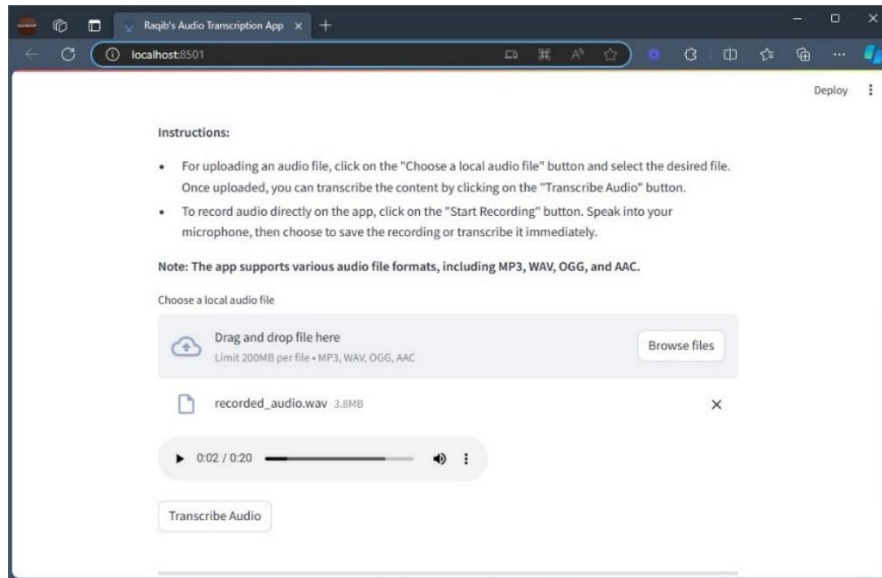 Raqib's Audio Transcription App
localhost:8501
Deploy
Instructions:
• For uploading an audio file, click on the "Choose a local audio file" button and select the desired file.
Once uploaded, you can transcribe the content by clicking on the "Transcribe Audio" button.
• To record audio directly on the app, click on the "Start Recording" button. Speak into your
microphone, then choose to save the recording or transcribe it immediately.
Note: The app supports various audio file formats, including MP3, WAV, OGG, and AAC.
Choose a local audio file
Drag and drop file here
Limit 200MB per file • MP3, WAV, OGG, AAC
Browse files
recorded_audio.wav 3.8MB
0:02 / 0:20
Transcribe Audio